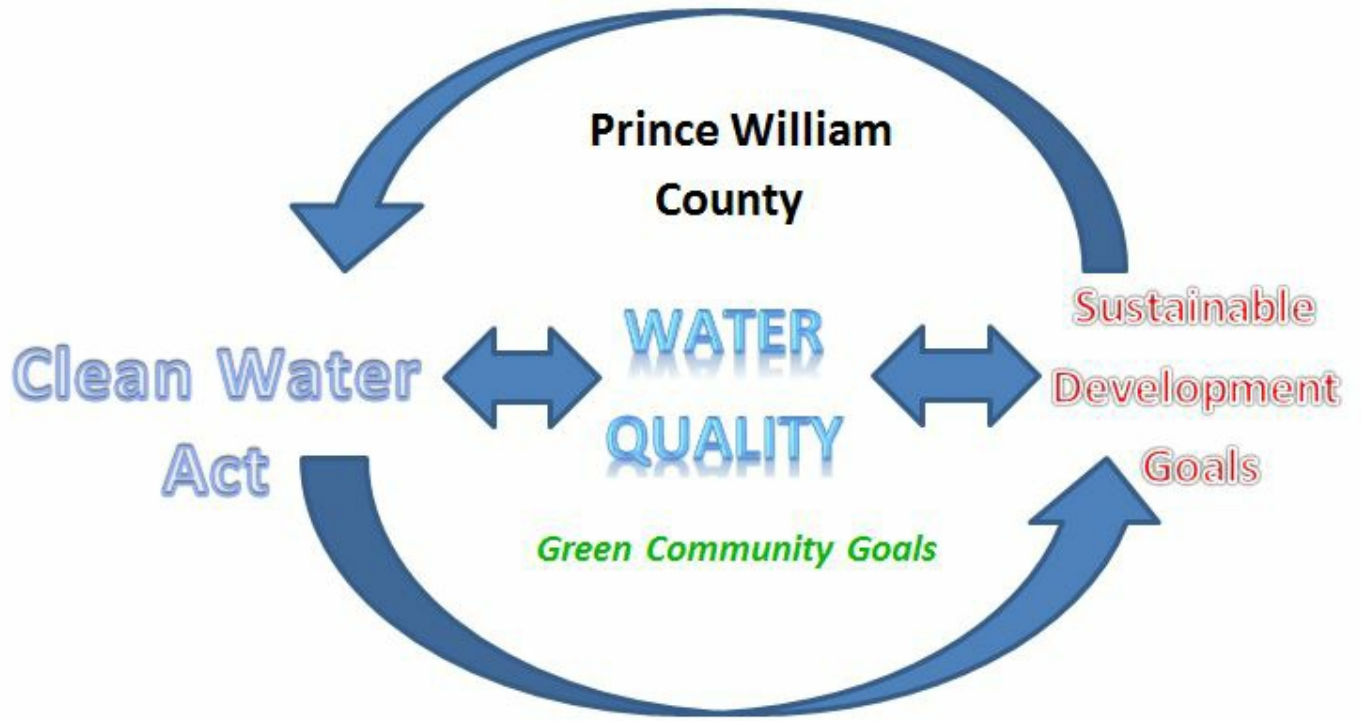 Prince William
County
Clean Water
Act
WATER
QUALITY
Sustainable
Development
Goals
Green Community Goals